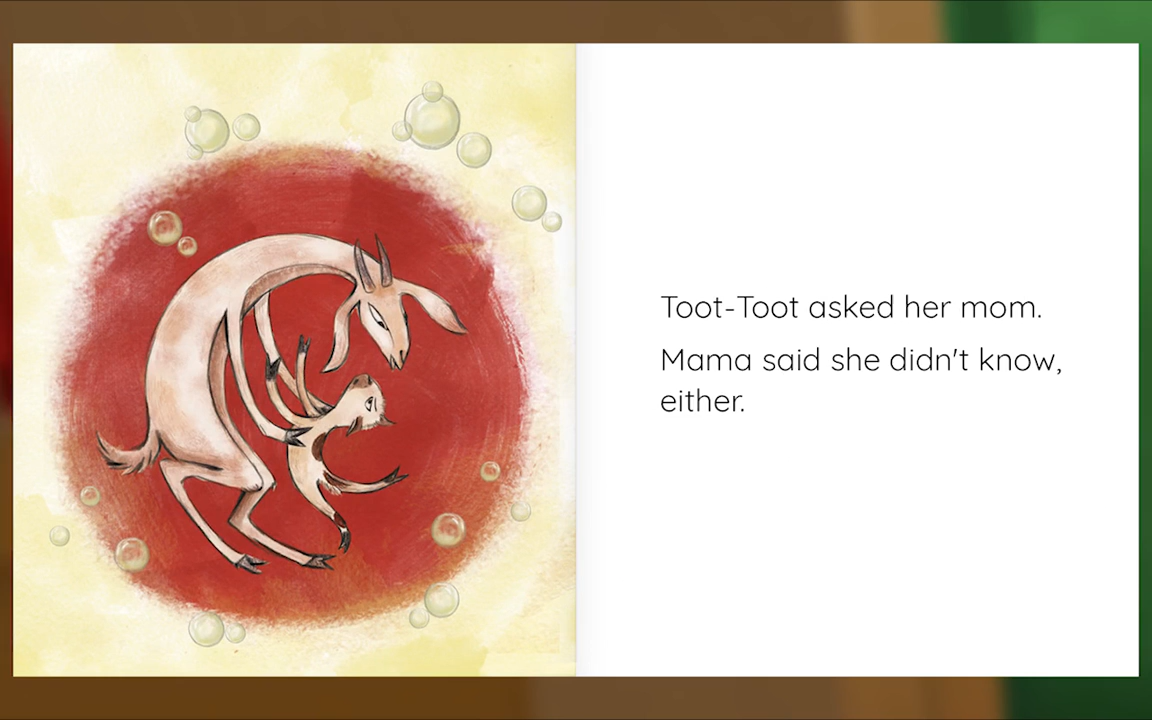 Toot-Toot asked her mom.
Mama said she didn't know,
either.